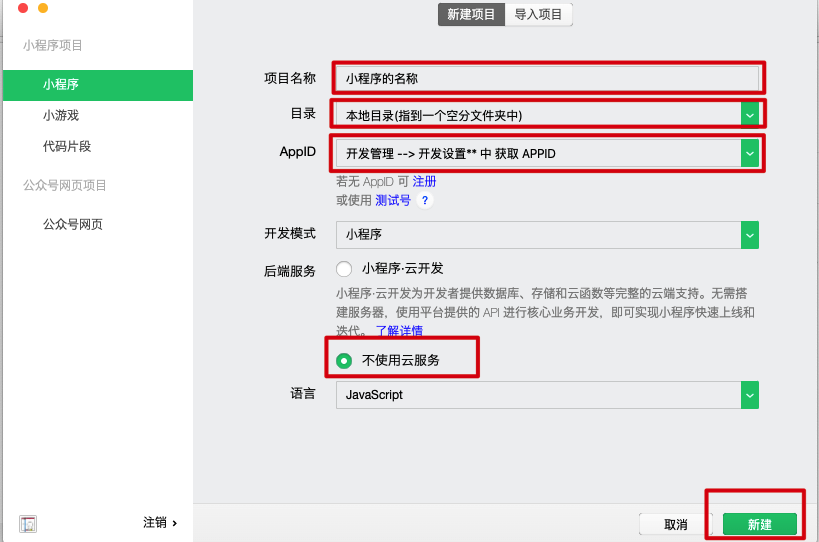 新建项目 导入项目
小程序项目
小程序
小游戏
代码片段
公众号网页项目
公众号网页
项目名称 小程序的名称
目录 本地目录(指到一个空分文件夹中)
AppID 开发管理 --> 开发设置** 中 获取 APPID
若无 AppID 可 注册
或使用 测试号 ?
开发模式 小程序
后端服务 小程序·云开发
小程序·云开发为开发者提供数据库、存储和云函数等完整的云端支持。无需搭
建服务器，使用平台提供的 API 进行核心业务开发，即可实现小程序快速上线和
迭代。 了解详情
不使用云服务
语言 JavaScript
注销 ›
取消 新建